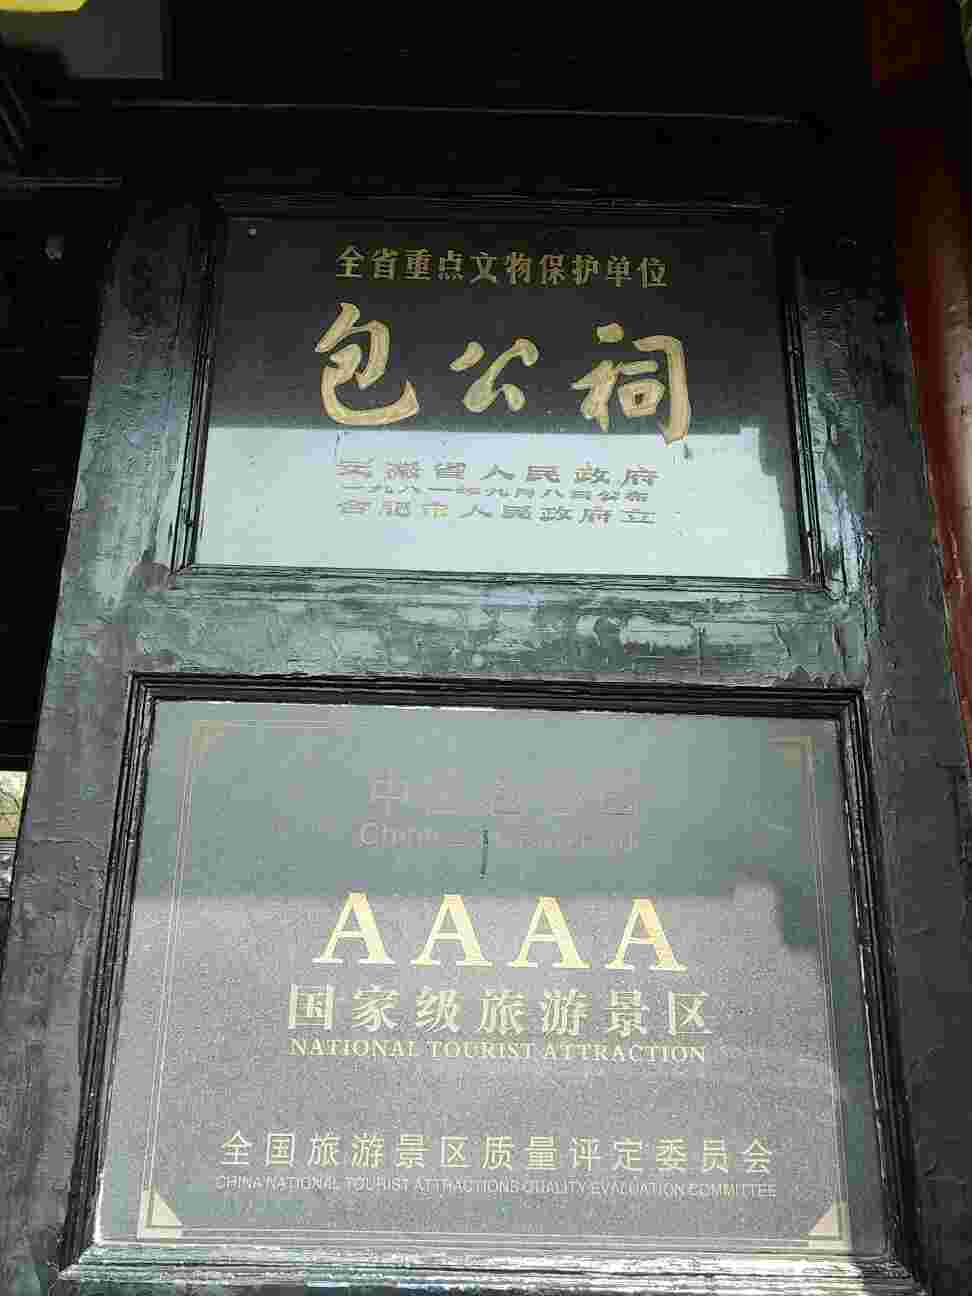 全省重点文物保护单位
包公祠
安徽省人民政府
一九八一年九月八日公布
合肥市人民政府立
AAAA
国家级旅游景区
NATIONAL TOURIST ATTRACTION
全国旅游景区质量评定委员会
CHINA NATIONAL TOURIST ATTRACTIONS QUALITY EVALUATION COMMITTEE